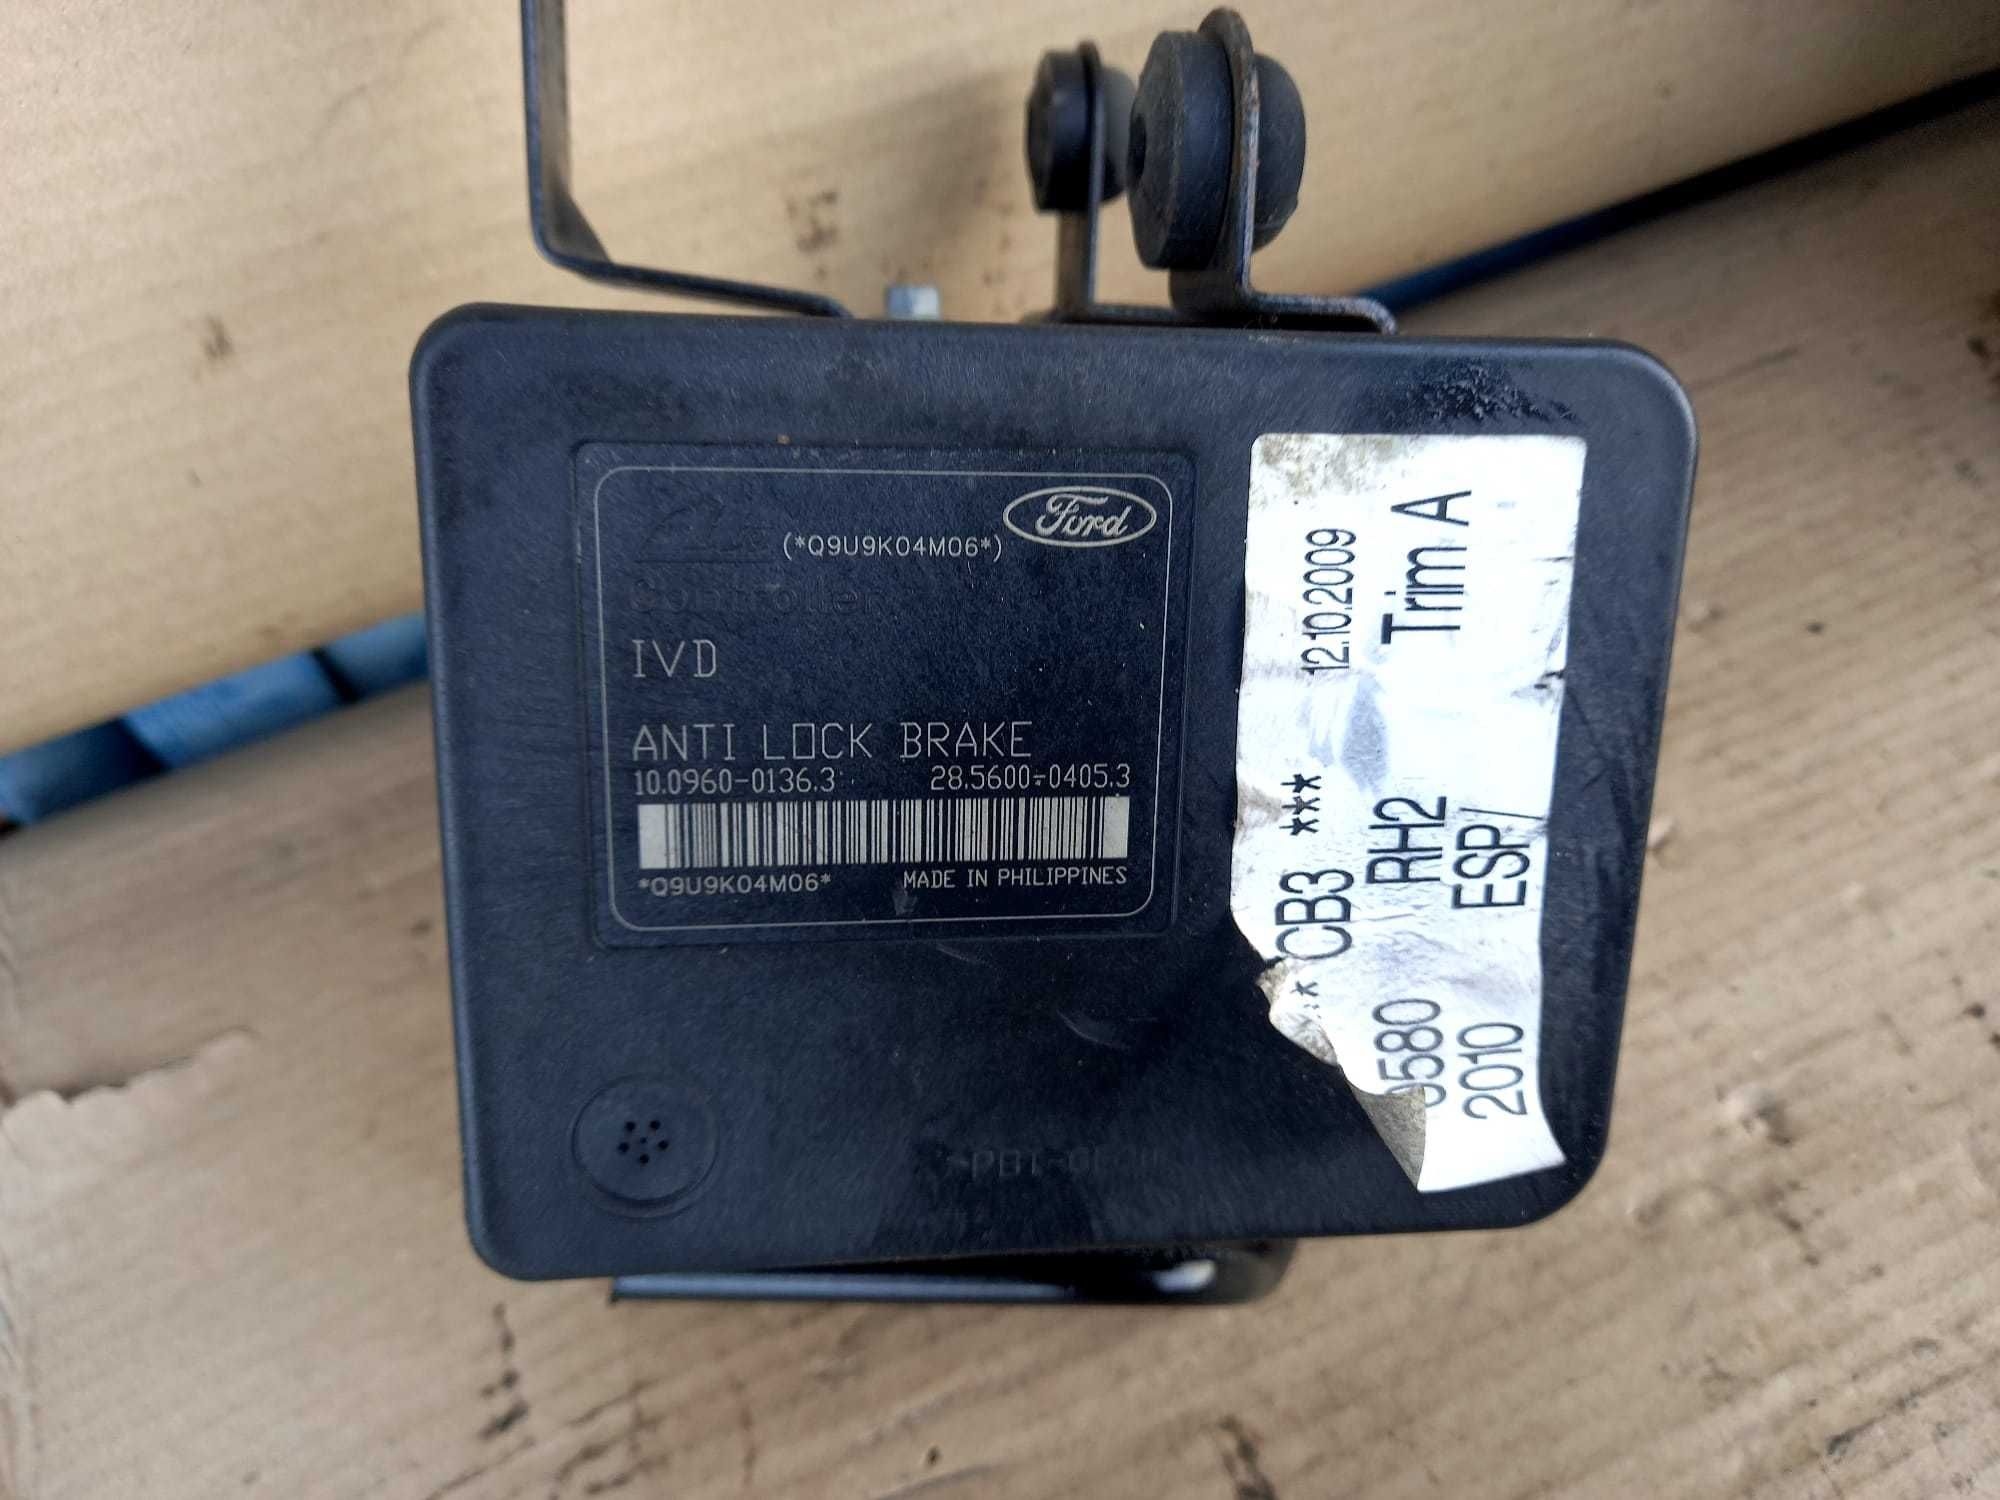 Ford
(*Q9U9K04M06*)
Controller
IVD
ANTI LOCK BRAKE
10.0960-0136.3 28.5600-0405.3
*Q9U9K04M06* MADE IN PHILIPPINES
CB3 *** 12.10.2009
0580 RH2 Trim A
2010 ESP/